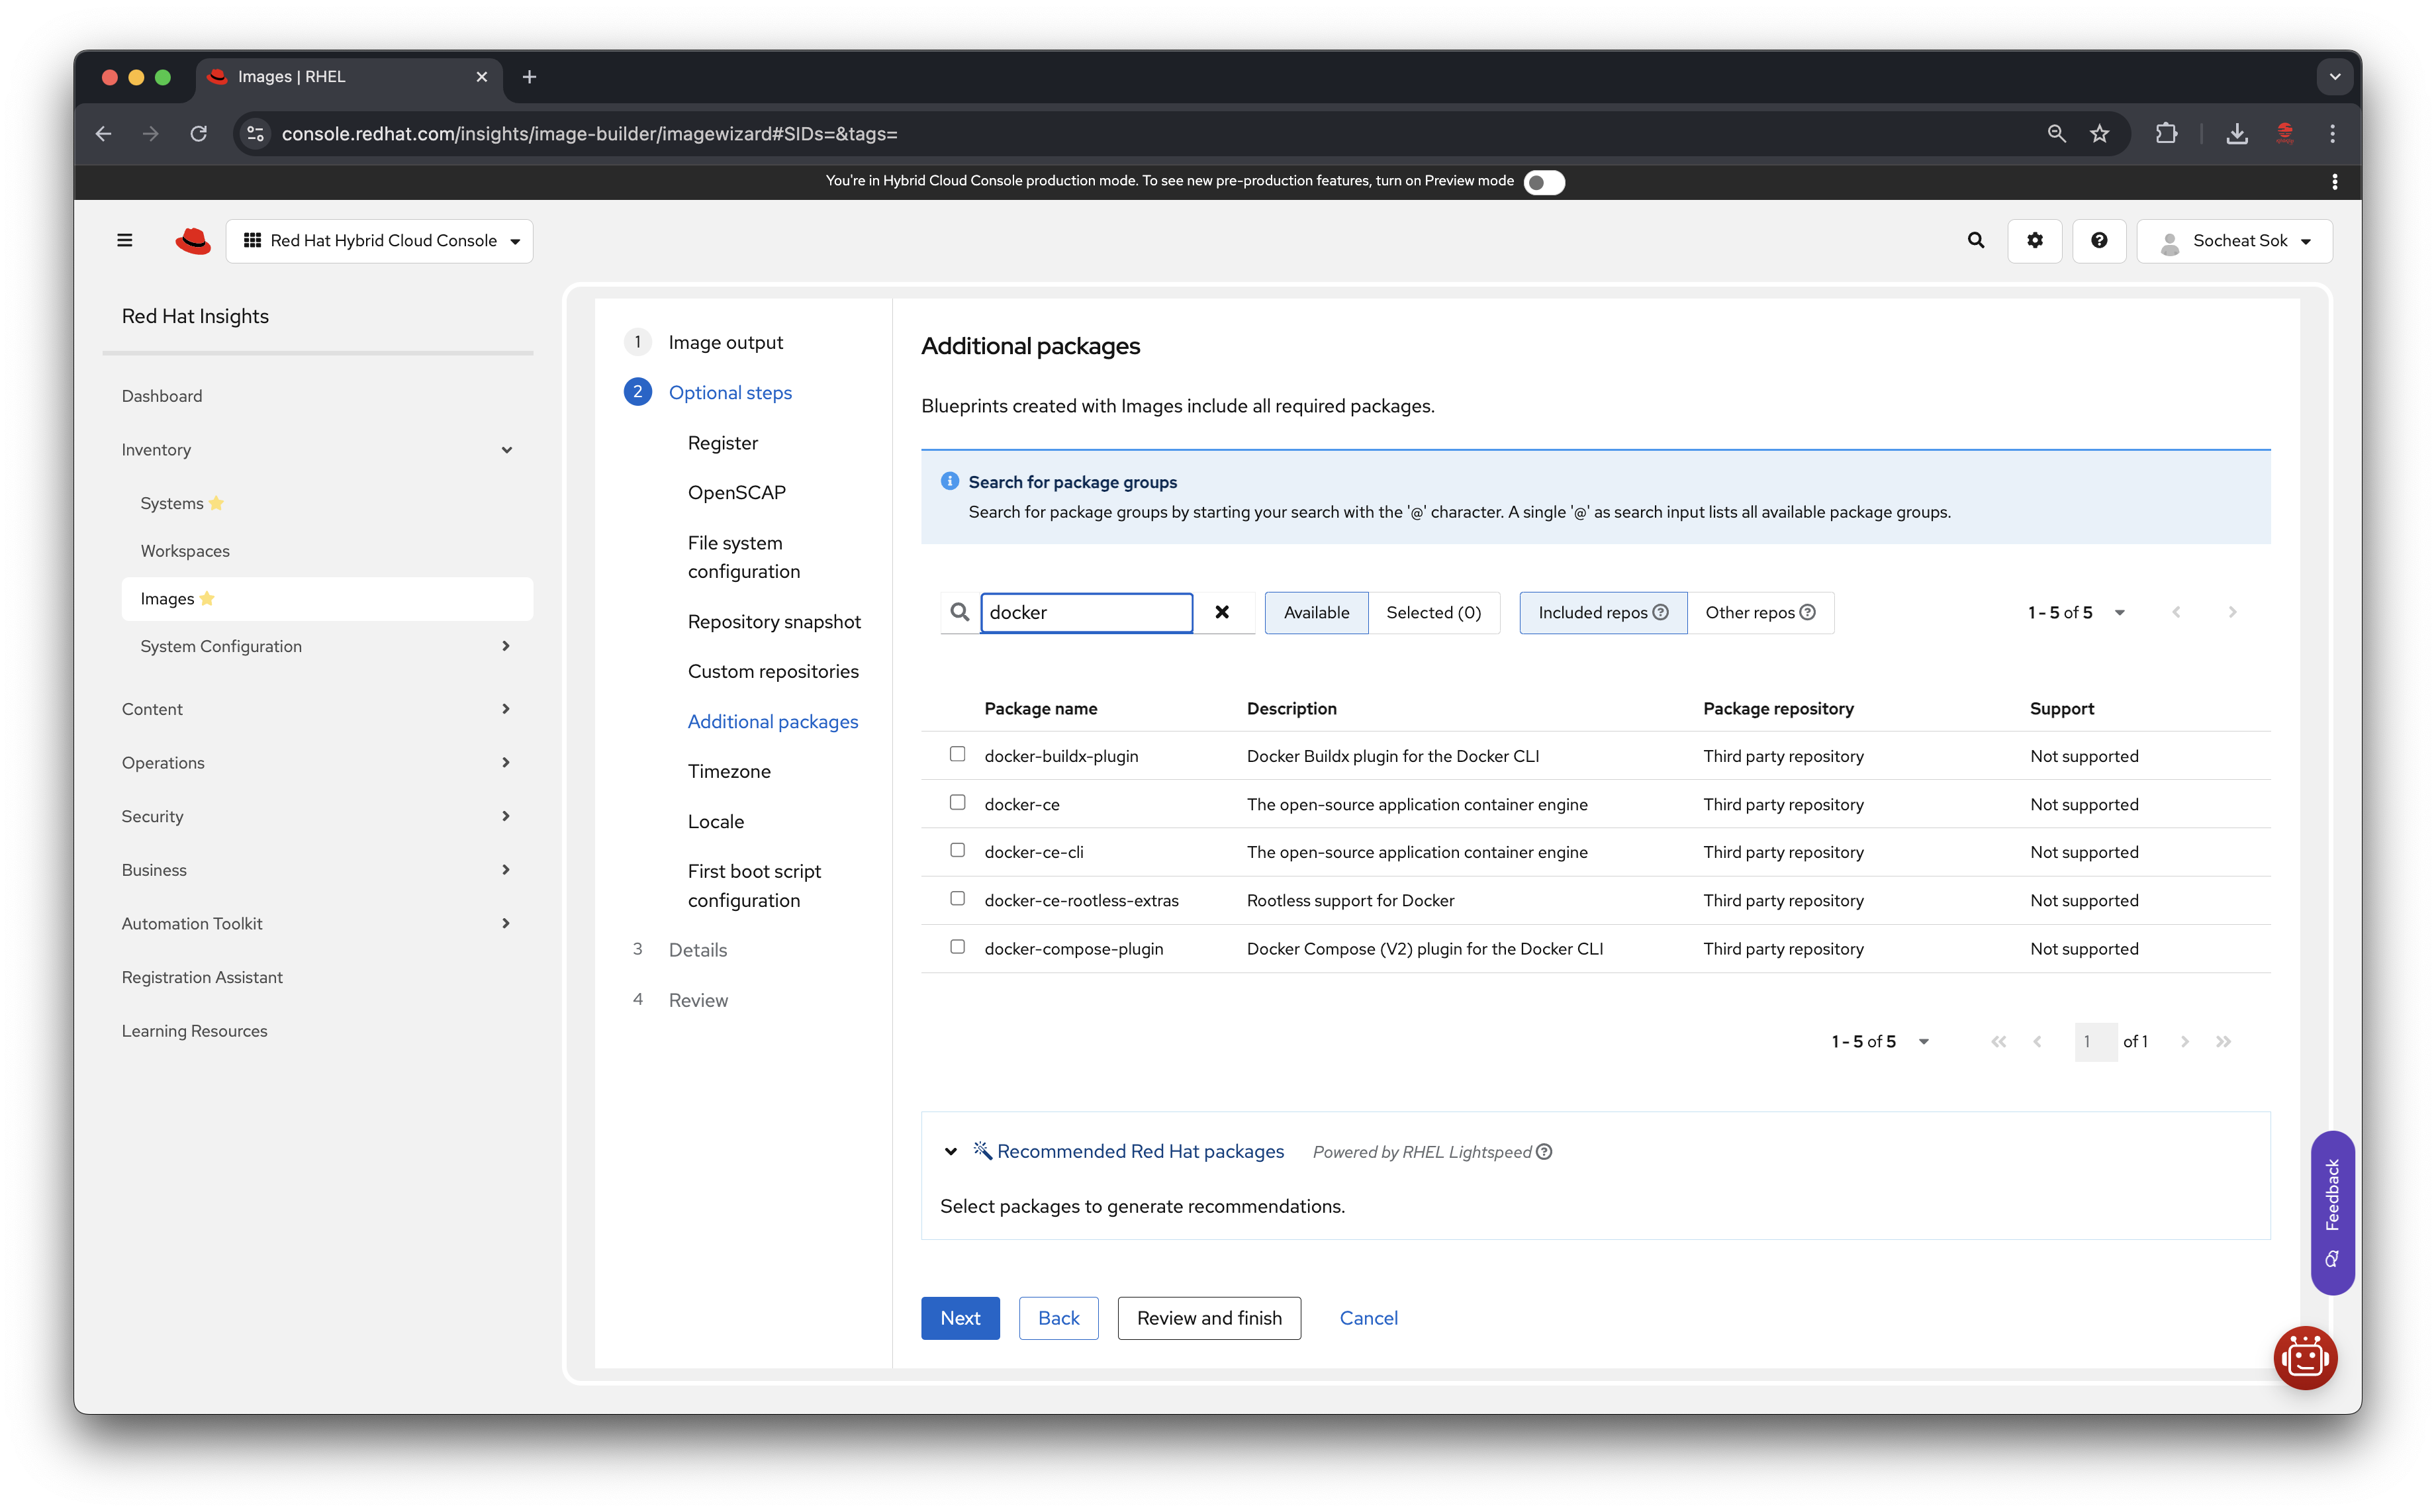 Images | RHEL
console.redhat.com/insights/image-builder/imagewizard#SIDs=&tags=
You're in Hybrid Cloud Console production mode. To see new pre-production features, turn on Preview mode
Red Hat Hybrid Cloud Console
Socheat Sok
Red Hat Insights
Dashboard
Inventory
Systems
Workspaces
Images
System Configuration
Content
Operations
Security
Business
Automation Toolkit
Registration Assistant
Learning Resources
1 Image output
2 Optional steps
Register
OpenSCAP
File system
configuration
Repository snapshot
Custom repositories
Additional packages
Timezone
Locale
First boot script
configuration
3 Details
4 Review
Additional packages
Blueprints created with Images include all required packages.
Search for package groups
Search for package groups by starting your search with the '@' character. A single '@' as search input lists all available package groups.
docker Available Selected (0) Included repos Other repos 1 - 5 of 5
Package name Description Package repository Support
docker-buildx-plugin Docker Buildx plugin for the Docker CLI Third party repository Not supported
docker-ce The open-source application container engine Third party repository Not supported
docker-ce-cli The open-source application container engine Third party repository Not supported
docker-ce-rootless-extras Rootless support for Docker Third party repository Not supported
docker-compose-plugin Docker Compose (V2) plugin for the Docker CLI Third party repository Not supported
1 - 5 of 5 1 of 1
Recommended Red Hat packages Powered by RHEL Lightspeed
Select packages to generate recommendations.
Next Back Review and finish Cancel
Feedback